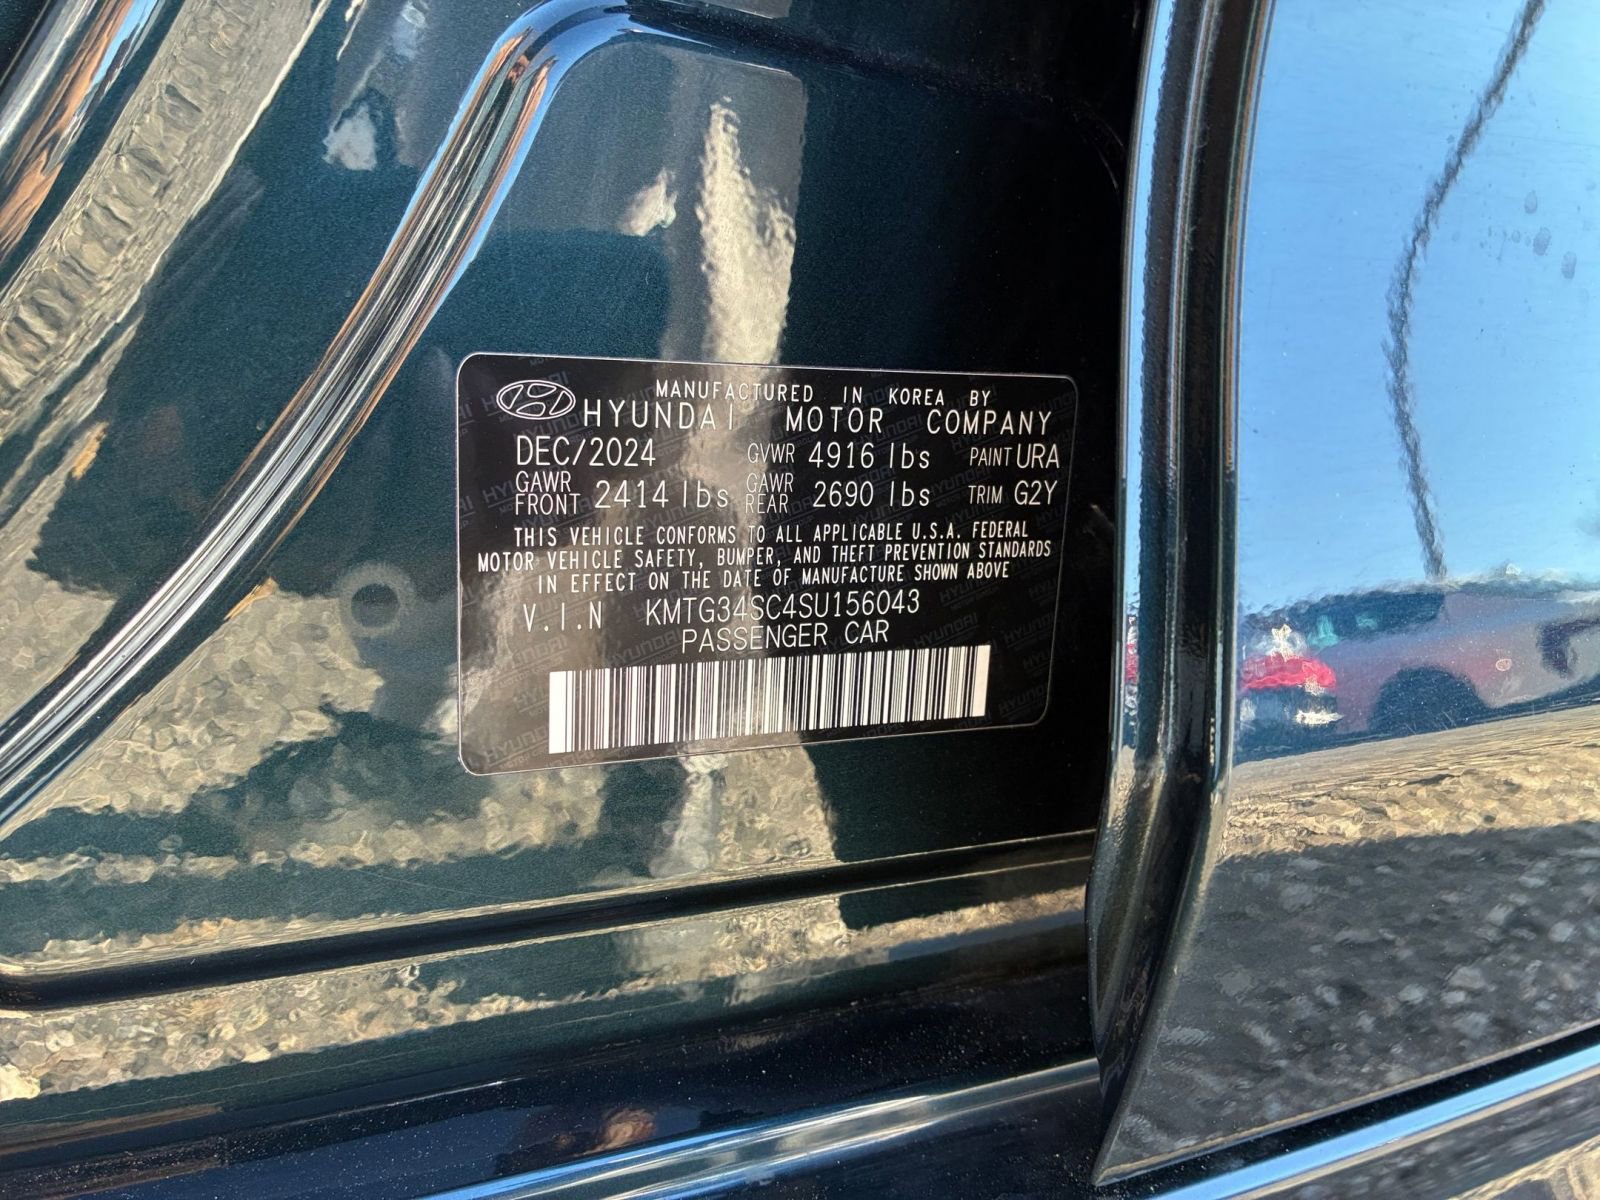 MANUFACTURED IN KOREA BY
HYUNDAI MOTOR COMPANY
DEC/2024 GVWR 4916 lbs PAINT URA
GAWR FRONT 2414 lbs GAWR REAR 2690 lbs TRIM G2Y
THIS VEHICLE CONFORMS TO ALL APPLICABLE U.S.A. FEDERAL
MOTOR VEHICLE SAFETY, BUMPER, AND THEFT PREVENTION STANDARDS
IN EFFECT ON THE DATE OF MANUFACTURE SHOWN ABOVE
V.I.N KMTG34SC4SU156043
PASSENGER CAR